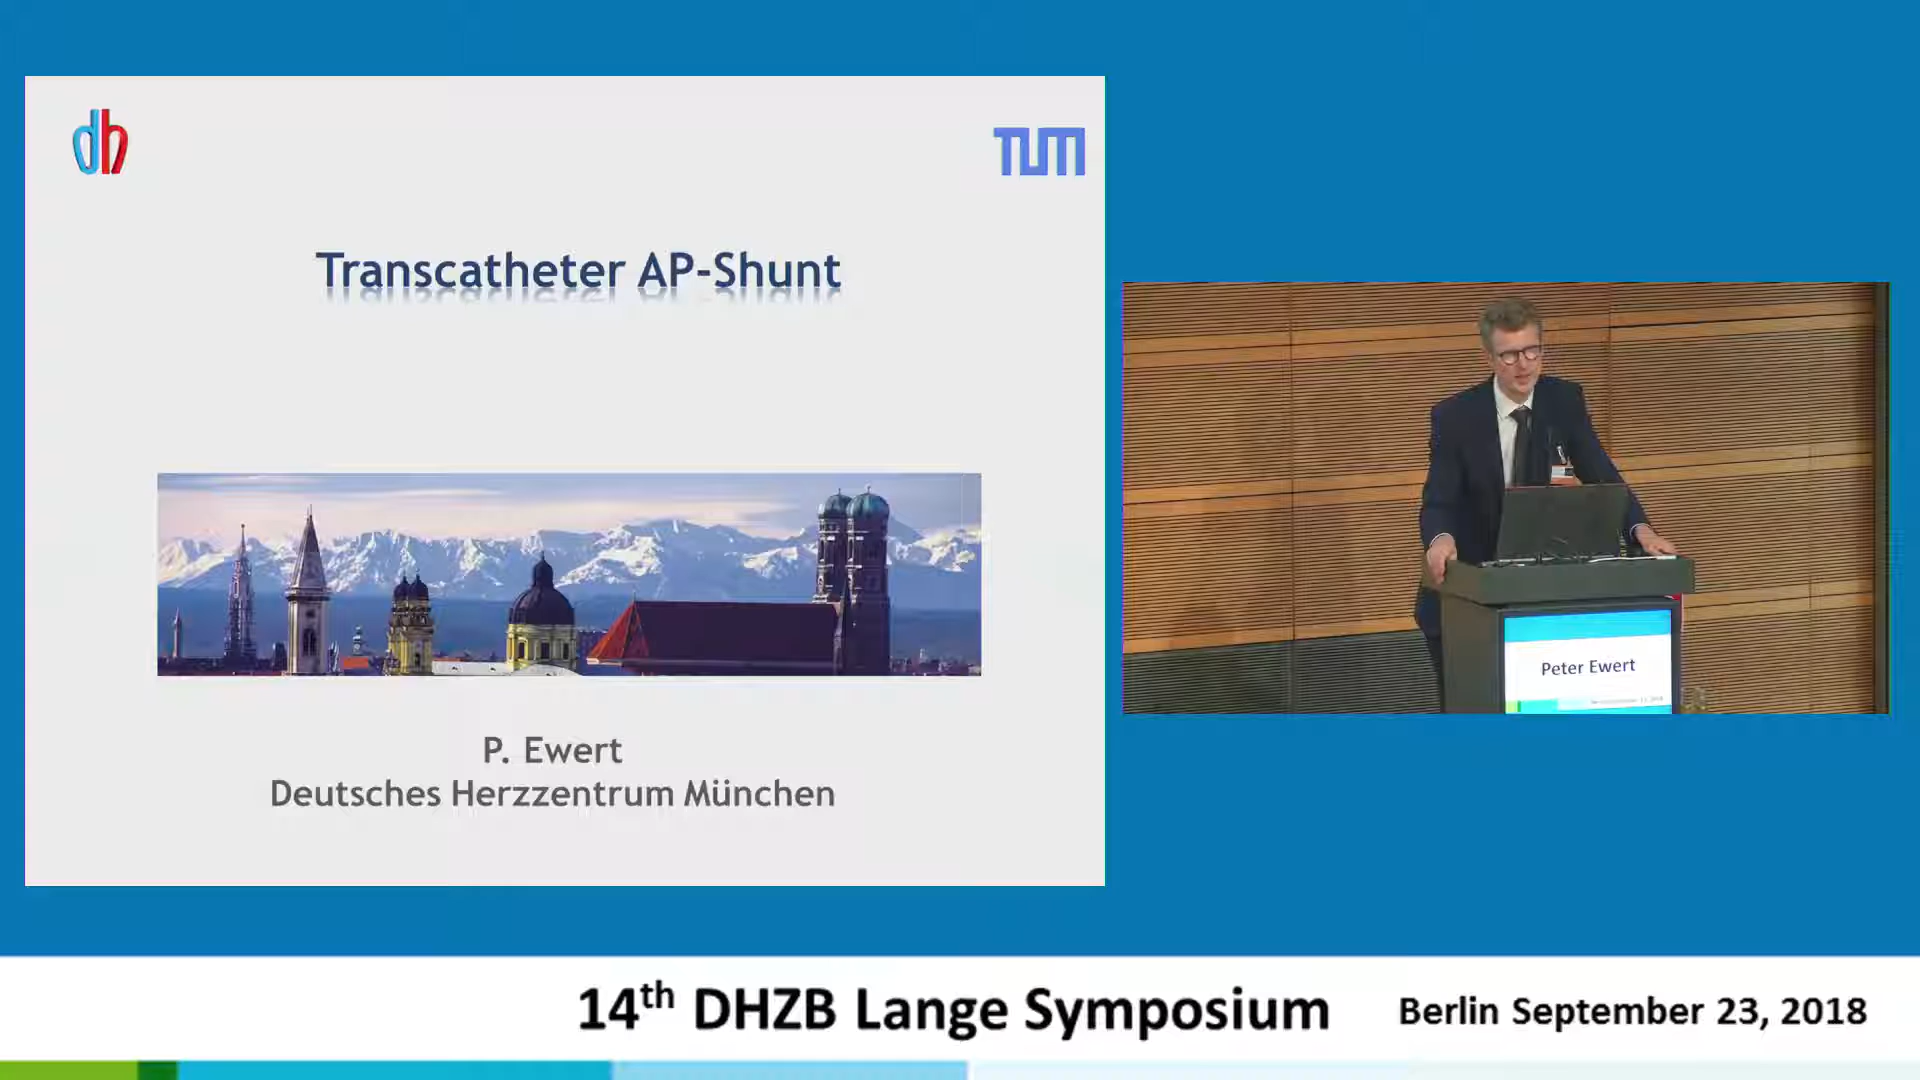 dh
TUM
Transcatheter AP-Shunt
P. Ewert
Deutsches Herzzentrum München
Peter Ewert
14th DHZB Lange Symposium
Berlin September 23, 2018